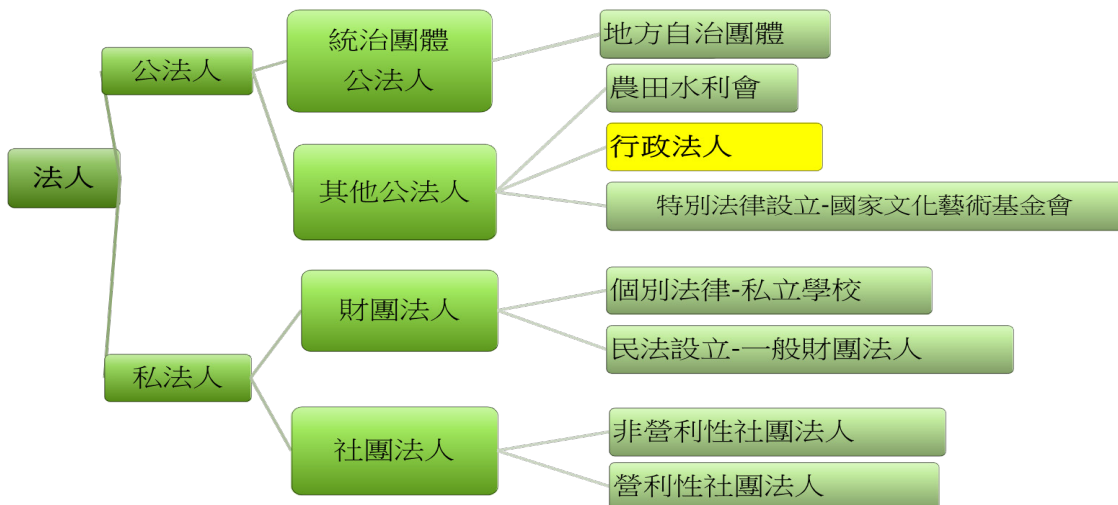 法人
公法人
統治團體
公法人
地方自治團體
其他公法人
農田水利會
行政法人
特別法律設立-國家文化藝術基金會
私法人
財團法人
個別法律-私立學校
民法設立-一般財團法人
社團法人
非營利性社團法人
營利性社團法人